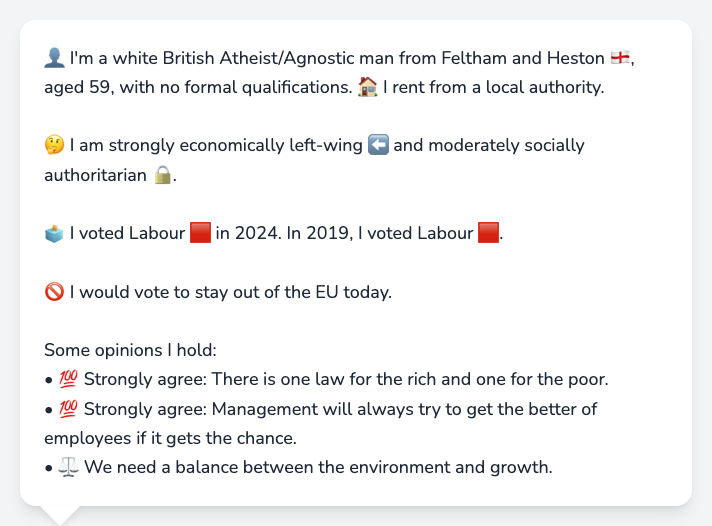 👤 I'm a white British Atheist/Agnostic man from Feltham and Heston 🏴󠁧󠁢󠁥󠁮󠁧󠁿,
aged 59, with no formal qualifications. 🏠 I rent from a local authority.
🤔 I am strongly economically left-wing ⬅️ and moderately socially
authoritarian 🔒.
🗳️ I voted Labour 🟥 in 2024. In 2019, I voted Labour 🟥.
🚫 I would vote to stay out of the EU today.
Some opinions I hold:
• 💯 Strongly agree: There is one law for the rich and one for the poor.
• 💯 Strongly agree: Management will always try to get the better of
employees if it gets the chance.
• ⚖️ We need a balance between the environment and growth.